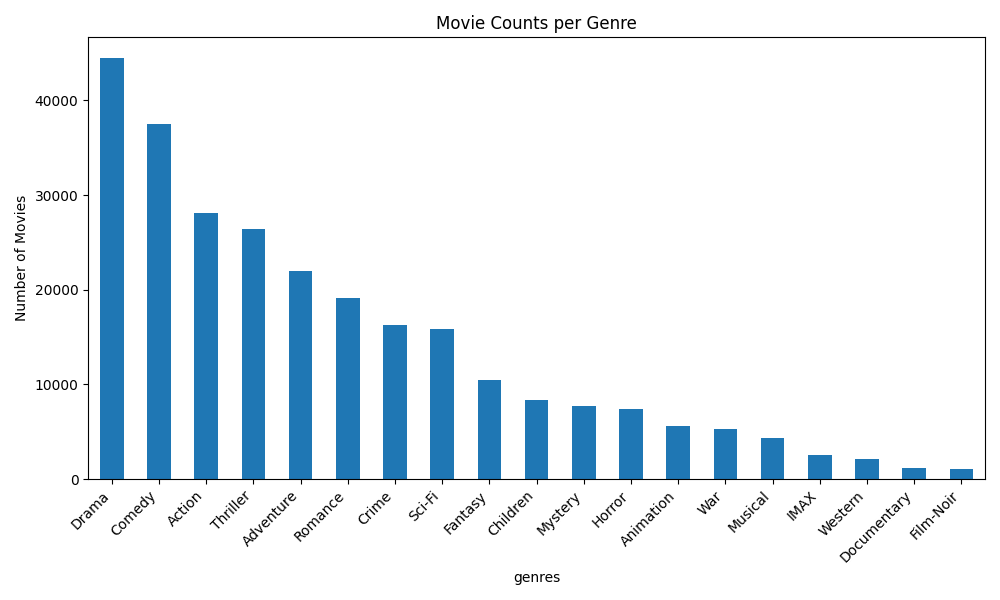 Movie Counts per Genre
Number of Movies
40000
30000
20000
10000
0
Drama
Comedy
Action
Thriller
Adventure
Romance
Crime
Sci-Fi
Fantasy
Children
Mystery
Horror
Animation
War
Musical
IMAX
Western
Documentary
Film-Noir
genres